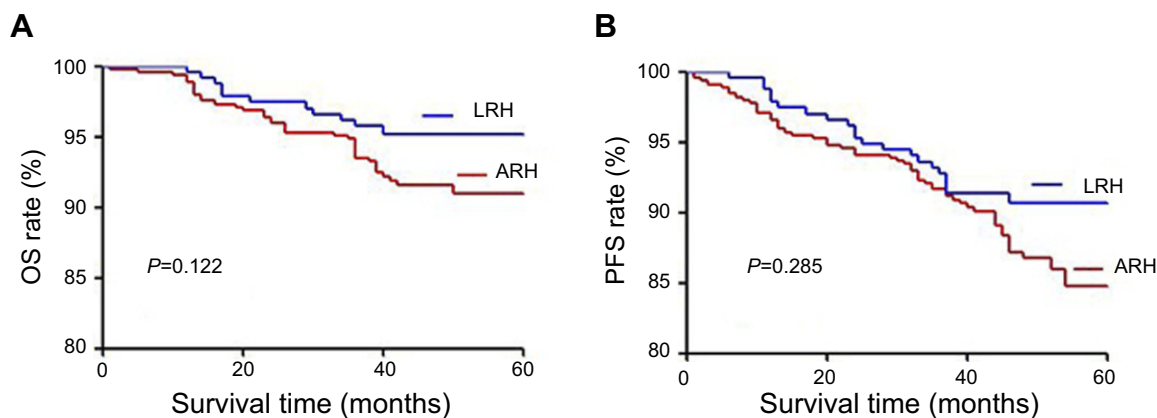 A
OS rate (%)
100
95
90
85
80
LRH
ARH
P=0.122
0
20
40
60
Survival time (months)
B
PFS rate (%)
100
95
90
85
80
LRH
ARH
P=0.285
0
20
40
60
Survival time (months)